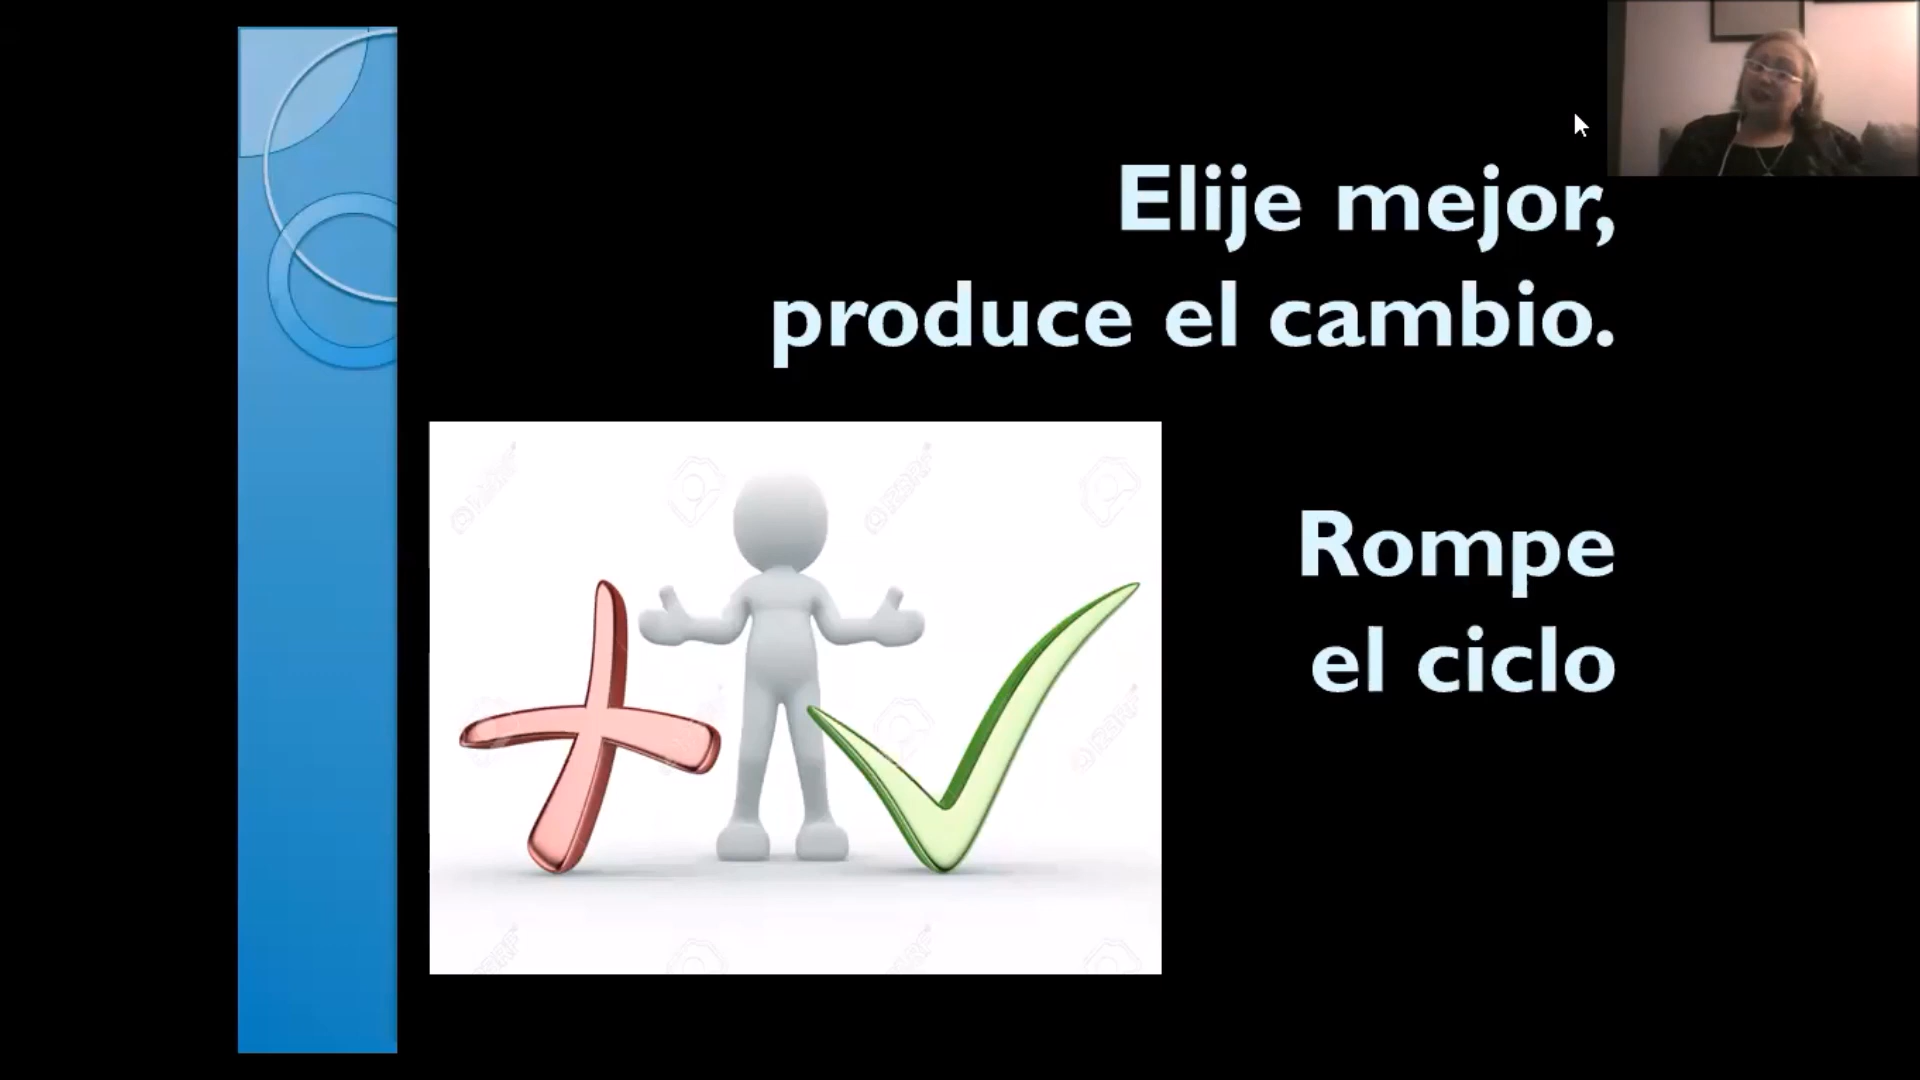 Elije mejor,
produce el cambio.
Rompe
el ciclo